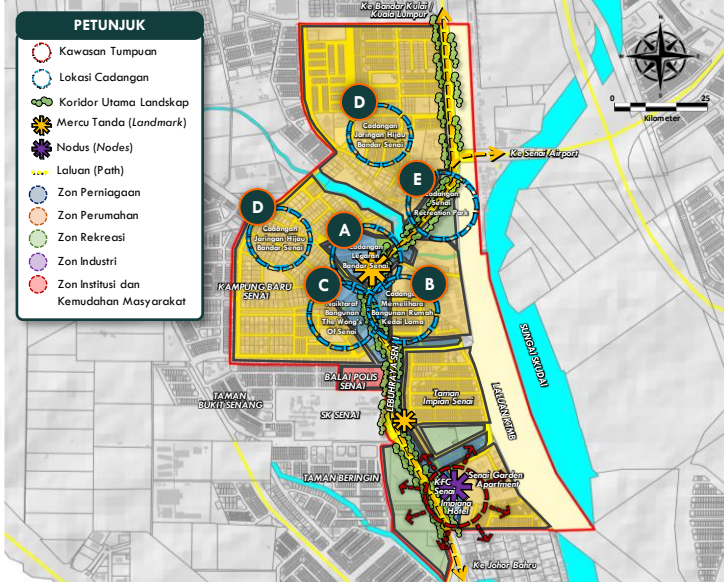 PETUNJUK
Kawasan Tumpuan
Lokasi Cadangan
Koridor Utama Landskap
Mercu Tanda (Landmark)
Nodus (Nodes)
Laluan (Path)
Zon Perniagaan
Zon Perumahan
Zon Rekreasi
Zon Industri
Zon Institusi dan
Kemudahan Masyarakat
Ke Bandar Kulai/
Kuala Lumpur
0
25
Kilometer
D
Cadangan
Jaringan Hijau
Bandar Senai
Ke Senai Airport
E
Cadangan
Senai
Recreation Park
D
Cadangan
Jaringan Hijau
Bandar Senai
A
Cadangan
Bandar Senai
KAMPUNG BARU
SENAI
C
Naiktaraf
Bangunan
The Wong's
Of Senai
B
Cadangan
Memelihara
Bangunan Rumah
Kedai Lama
SUNGAI SKUDAI
LALUAN KTMB
BALAI POLIS
SENAI
TAMAN
BUKIT SENANG
SK SENAI
Taman
Impian Senai
TAMAN BERINGIN
KFC
Senai
Impiana
Hotel
Senai Garden
Apartment
Ke Johor Bahru